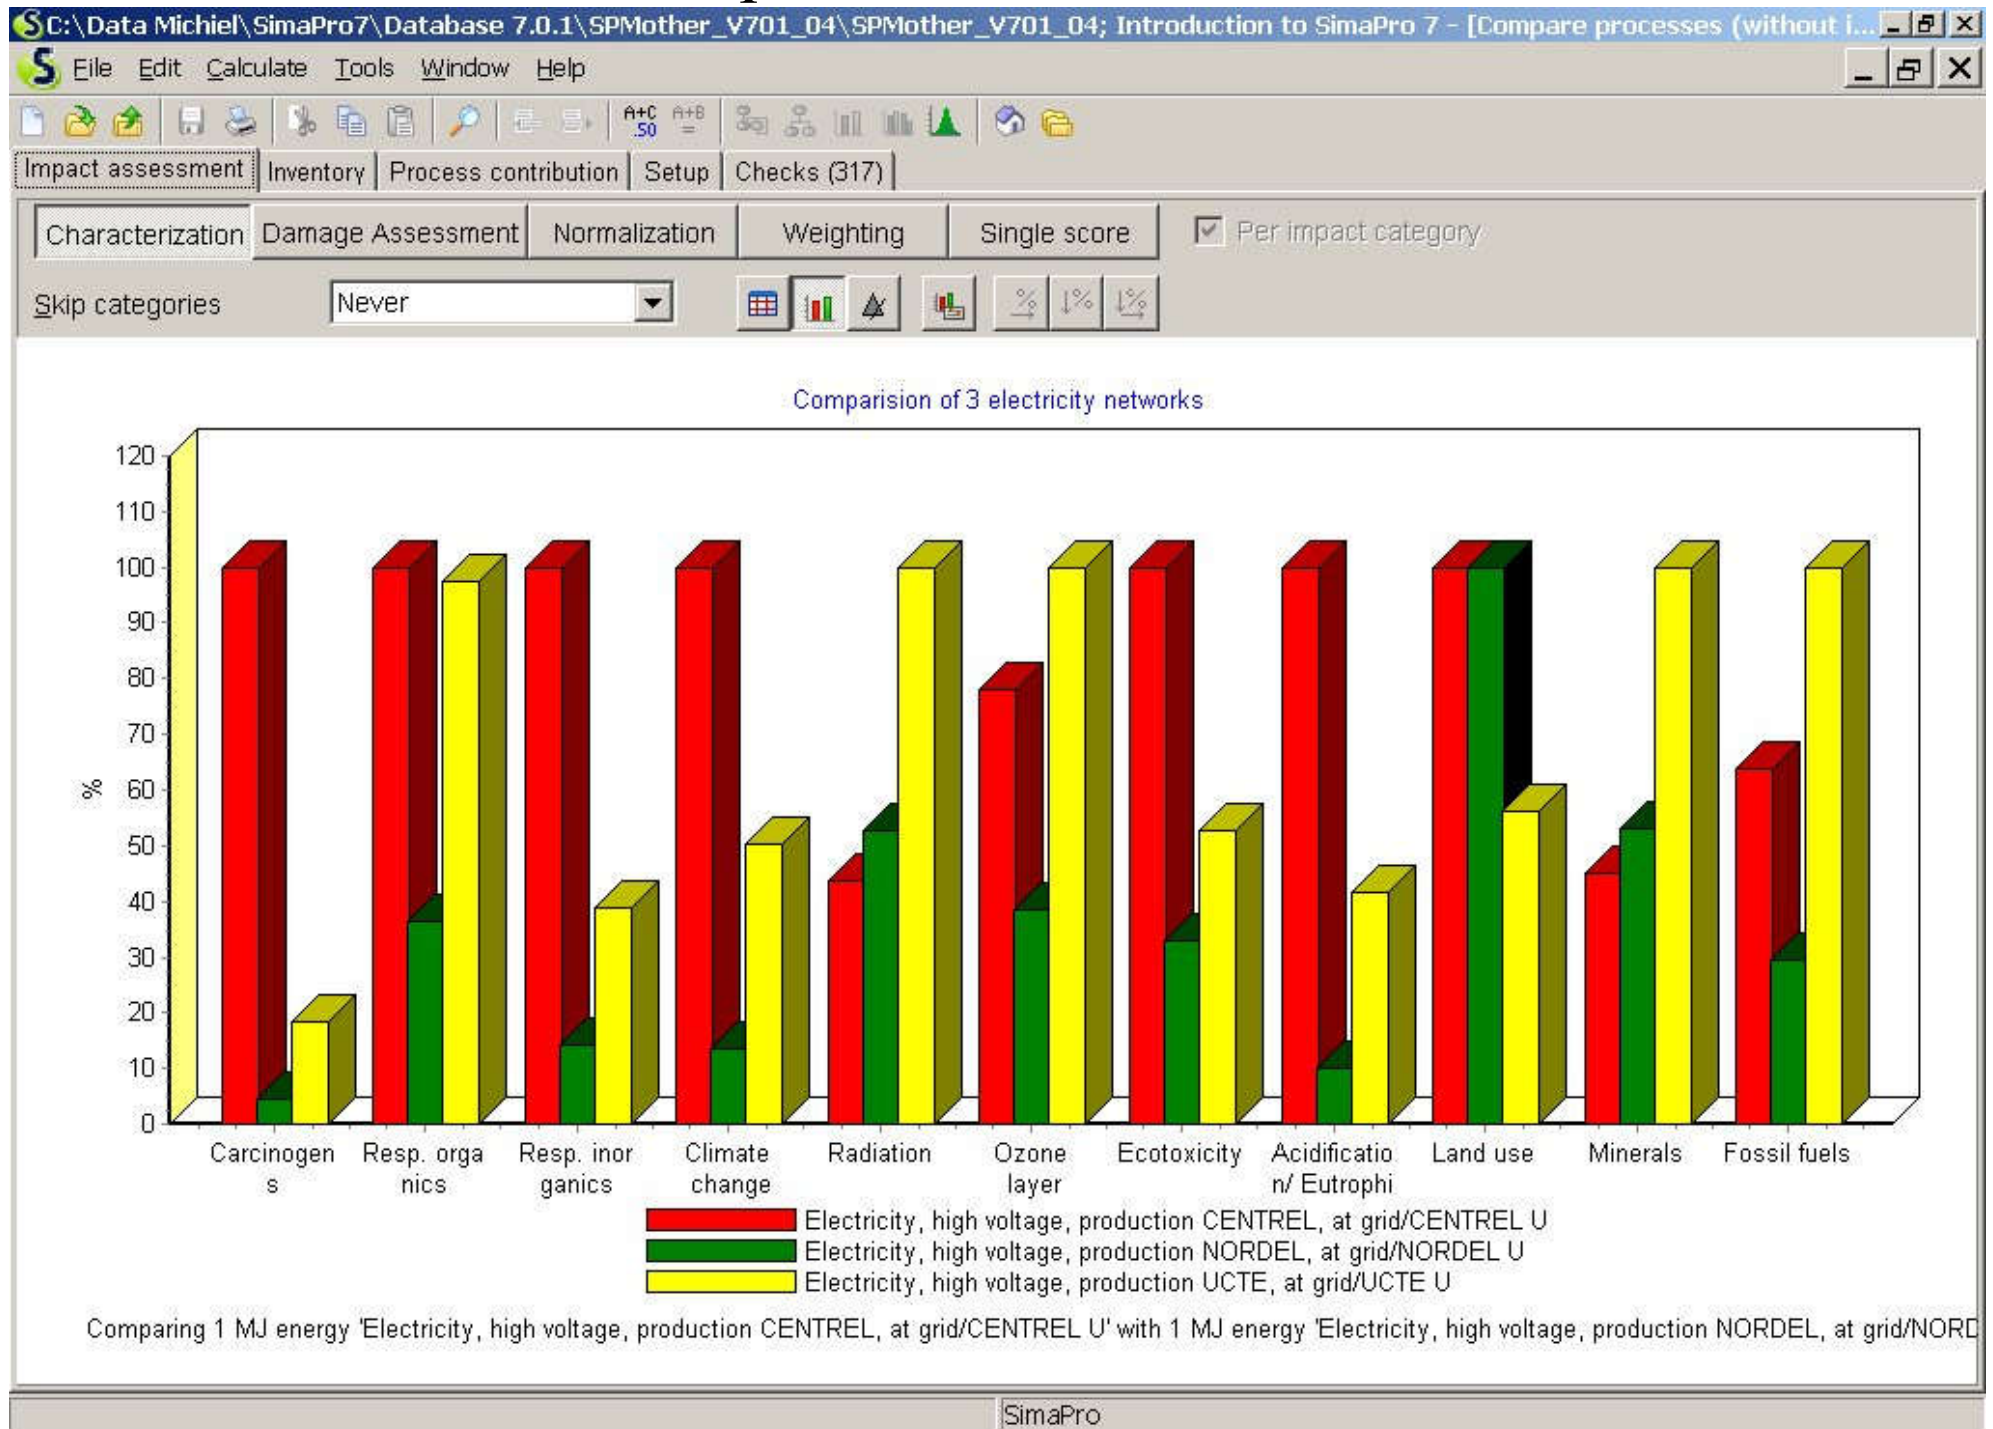 C:\Data Michiel\SimaPro7\Database 7.0.1\SPMother_V701_04\SPMother_V701_04; Introduction to SimaPro 7 - [Compare processes (without i...
File Edit Calculate Tools Window Help
A+C .50 A+B =
Impact assessment Inventory Process contribution Setup Checks (317)
Characterization Damage Assessment Normalization Weighting Single score Per impact category
Skip categories Never
Comparision of 3 electricity networks
120
110
100
90
80
70
% 60
50
40
30
20
10
0
Carcinogen Resp. orga Resp. inor Climate Radiation Ozone Ecotoxicity Acidificatio Land use Minerals Fossil fuels
s nics ganics change layer n/ Eutrophi
Electricity, high voltage, production CENTREL, at grid/CENTREL U
Electricity, high voltage, production NORDEL, at grid/NORDEL U
Electricity, high voltage, production UCTE, at grid/UCTE U
Comparing 1 MJ energy 'Electricity, high voltage, production CENTREL, at grid/CENTREL U' with 1 MJ energy 'Electricity, high voltage, production NORDEL, at grid/NORD
SimaPro